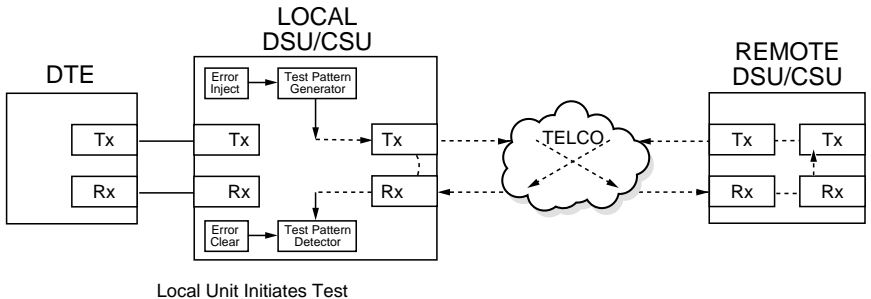 LOCAL
DSU/CSU
DTE
REMOTE
DSU/CSU
Error
Inject
Test Pattern
Generator
Tx
Tx
Tx
TELCO
Tx
Tx
Rx
Rx
Rx
Rx
Rx
Error
Clear
Test Pattern
Detector
Local Unit Initiates Test